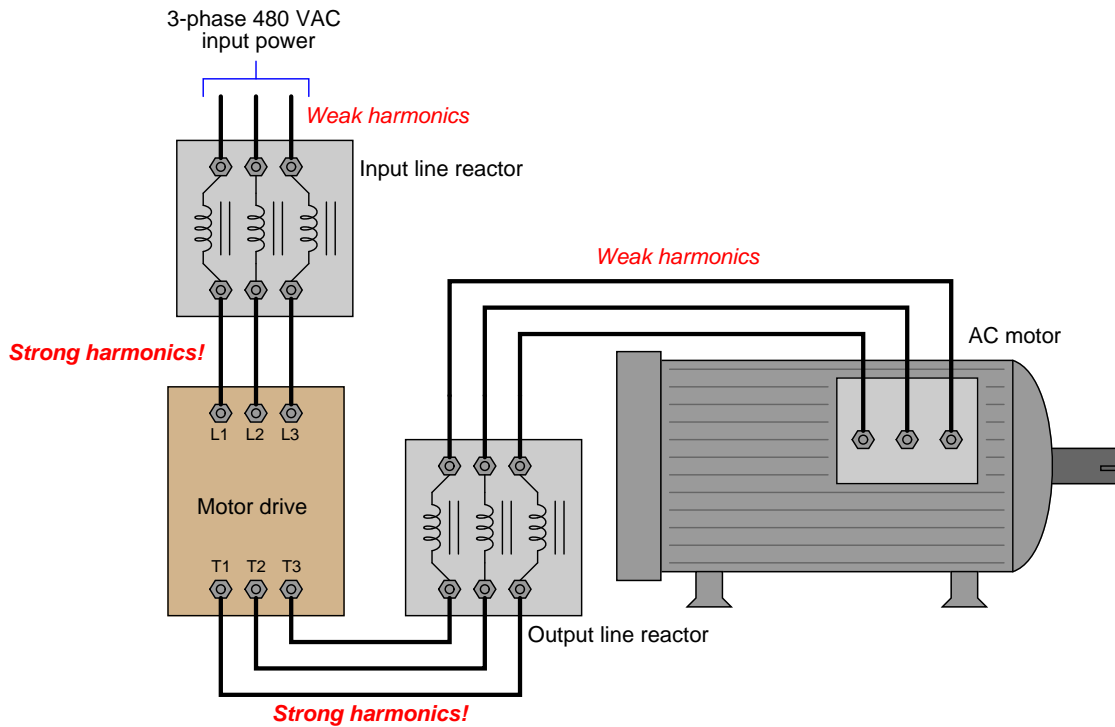 3-phase 480 VAC
input power
Weak harmonics
Input line reactor
Strong harmonics!
L1 L2 L3
Motor drive
T1 T2 T3
Weak harmonics
AC motor
Output line reactor
Strong harmonics!